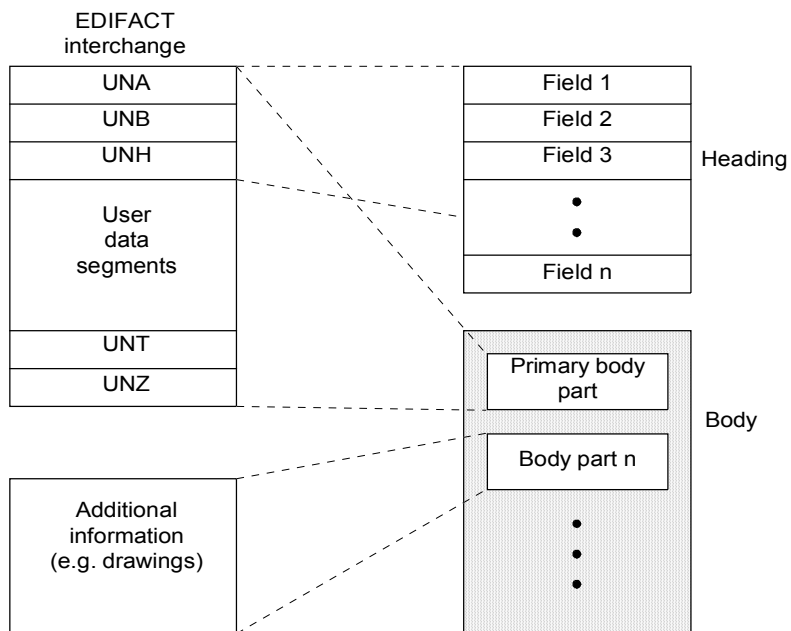 EDIFACT
interchange
UNA
UNB
UNH
User
data
segments
UNT
UNZ
Additional
information
(e.g. drawings)
Field 1
Field 2
Field 3
Field n
Heading
Primary body
part
Body part n
Body